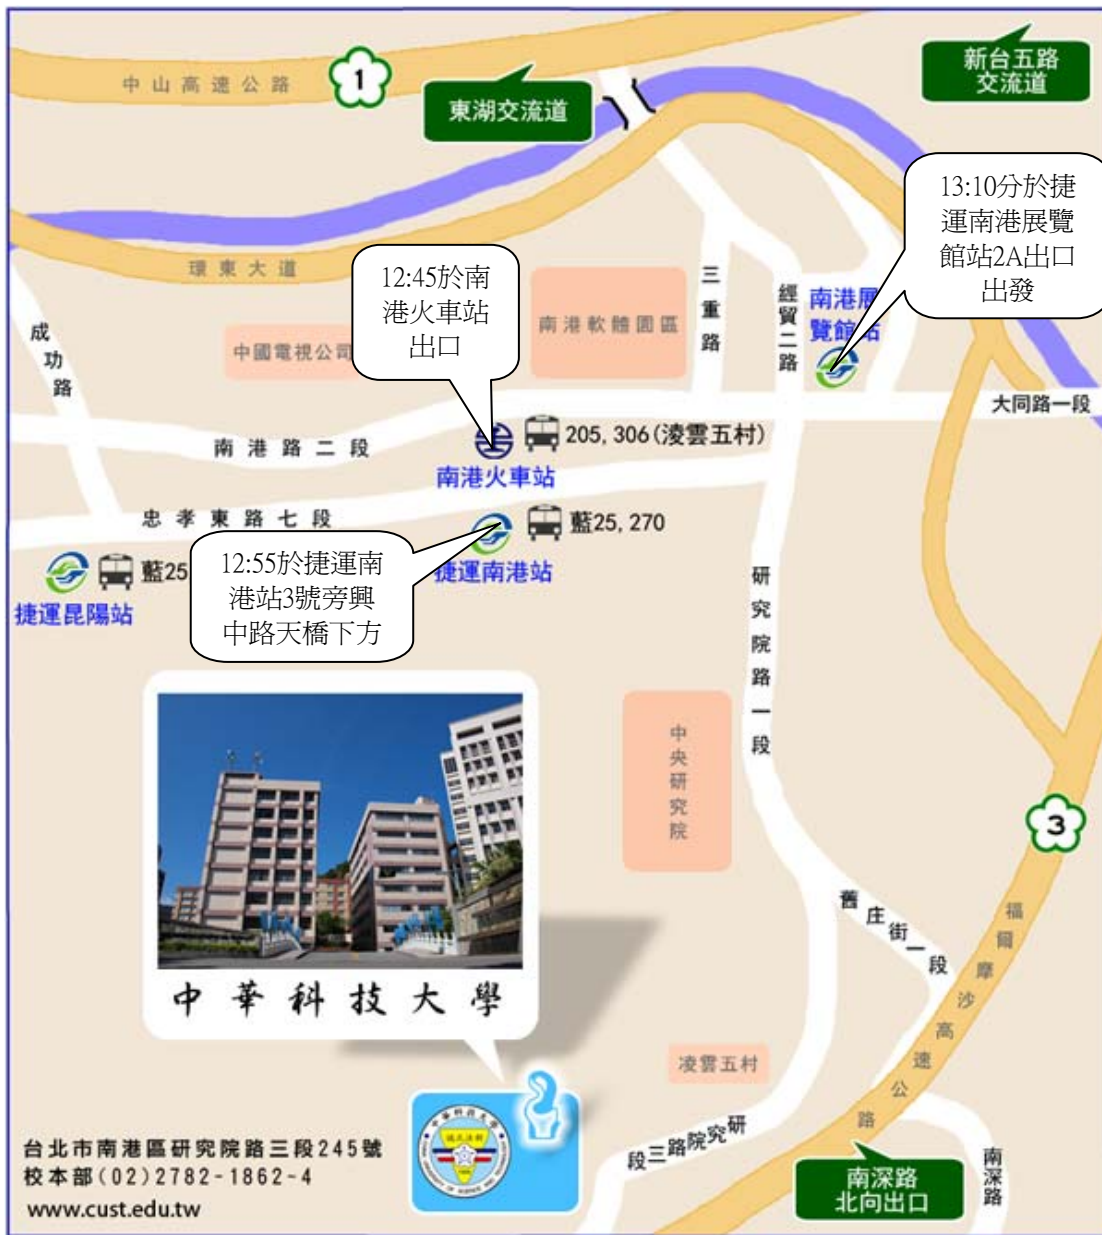 中山高速公路
1
東湖交流道
新台五路
交流道
13:10分於捷
運南港展覽
館站2A出口
出發
環東大道
12:45於南
港火車站
出口
三重路
經貿二路
南港展
覽館站
南港軟體園區
成功路
中國電視公司
大同路一段
南港路二段
205, 306(淩雲五村)
南港火車站
忠孝東路七段
藍25, 270
捷運南港站
藍25
捷運昆陽站
12:55於捷運南
港站3號旁興
中路天橋下方
研究院路一段
中央研究院
3
舊庄街一段
福爾摩沙高速公路
中華科技大學
凌雲五村
研究院路三段
南深路
南深路
北向出口
中華科技大學
台北市南港區研究院路三段245號
校本部(02)2782-1862-4
www.cust.edu.tw